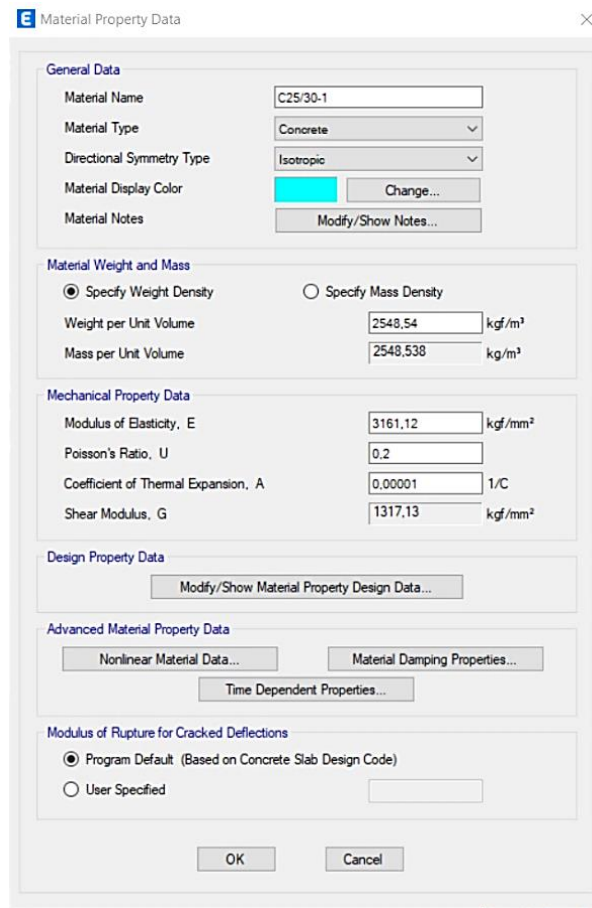 E Material Property Data
General Data
Material Name C25/30-1
Material Type Concrete
Directional Symmetry Type Isotropic
Material Display Color Change...
Material Notes Modify/Show Notes...
Material Weight and Mass
Specify Weight Density Specify Mass Density
Weight per Unit Volume 2548,54 kgf/m³
Mass per Unit Volume 2548,538 kg/m³
Mechanical Property Data
Modulus of Elasticity, E 3161,12 kgf/mm²
Poisson's Ratio, U 0,2
Coefficient of Thermal Expansion, A 0,00001 1/C
Shear Modulus, G 1317,13 kgf/mm²
Design Property Data
Modify/Show Material Property Design Data...
Advanced Material Property Data
Nonlinear Material Data... Material Damping Properties...
Time Dependent Properties...
Modulus of Rupture for Cracked Deflections
Program Default (Based on Concrete Slab Design Code)
User Specified
OK Cancel